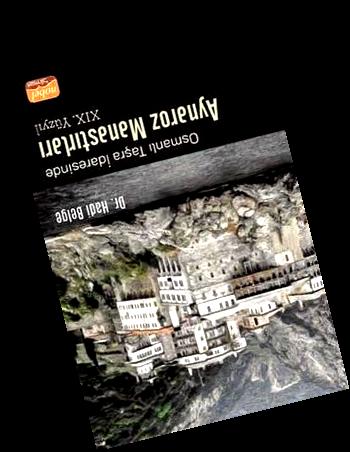 Dr. Hadi Belge
Osmanlı Taşra İdaresinde
Aynaroz Manastırları
XIX. Yüzyıl
nobel